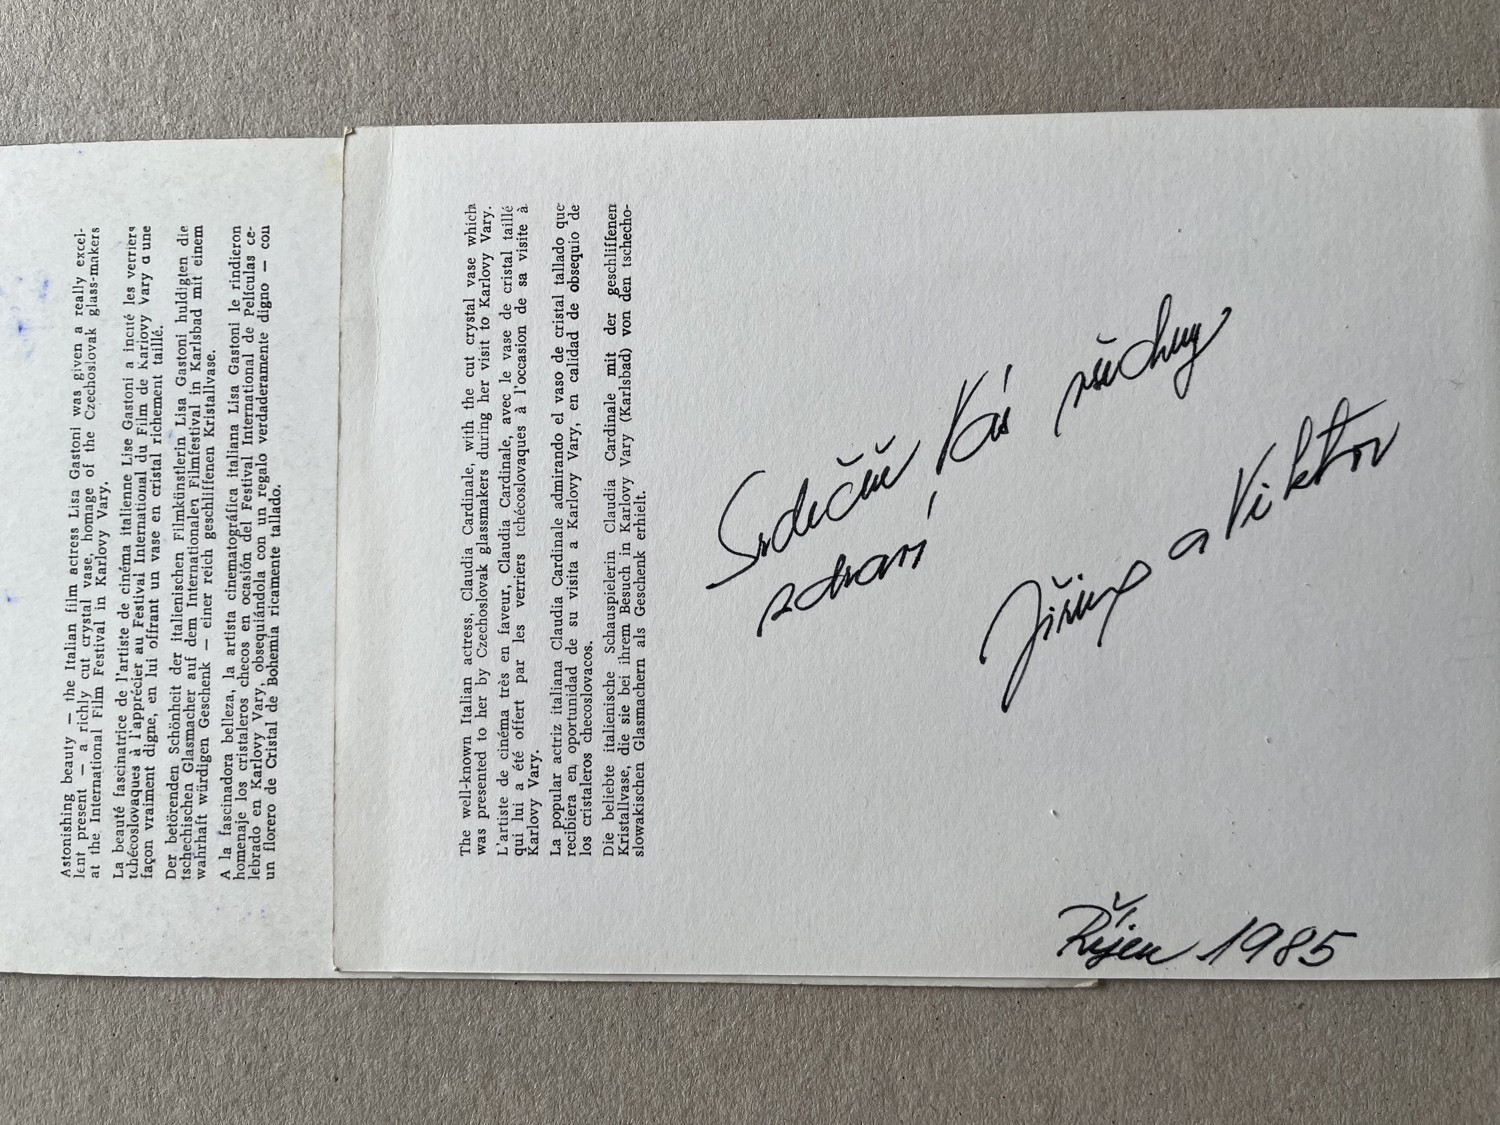 Astonishing beauty — the Italian film actress Lisa Gastoni was given a really excel-
lent present — a richly cut crystal vase, homage of the Czechoslovak glass-makers
at the International Film Festival in Karlovy Vary.
La beauté fascinatrice de l'artiste de cinéma italienne Lise Gastoni a incité les verriers
tchécoslovaques à l'apprécier au Festival International du Film de Karlovy Vary a une
façon vraiment digne, en lui offrant un vase en cristal richement taillé.
Der betörenden Schönheit der italienischen Filmkünstlerin Lisa Gastoni huldigten die
tschechischen Glasmacher auf dem Internationalen Filmfestival in Karlsbad mit einem
wahrhaft würdigen Geschenk — einer reich geschliffenen Kristallvase.
A la fascinadora belleza, la artista cinematográfica italiana Lisa Gastoni le rindieron
homenaje los cristaleros checos en ocasión del Festival International de Películas ce-
lebrado en Karlovy Vary, obsequiándola con un regalo verdaderamente digno — con
un florero de Cristal de Bohemia ricamente tallado.
The well-known Italian actress, Claudia Cardinale, with the cut crystal vase which
was presented to her by Czechoslovak glassmakers during her visit to Karlovy Vary.
L'artiste de cinéma très en faveur, Claudia Cardinale, avec le vase de cristal taillé
qui lui a été offert par les verriers tchécoslovaques à l'occasion de sa visite à
Karlovy Vary.
La popular actriz italiana Claudia Cardinale admirando el vaso de cristal tallado que
recibiera en oportunidad de su visita a Karlovy Vary, en calidad de obsequio de
los cristaleros checoslovacos.
Die beliebte italienische Schauspielerin Claudia Cardinale mit der geschliffenen
Kristallvase, die sie bei ihrem Besuch in Karlovy Vary (Karlsbad) von den tschecho-
slowakischen Glasmachern als Geschenk erhielt.
Srdečně Vás všechny
zdraví
Jiřina a Viktor
Říjen 1985